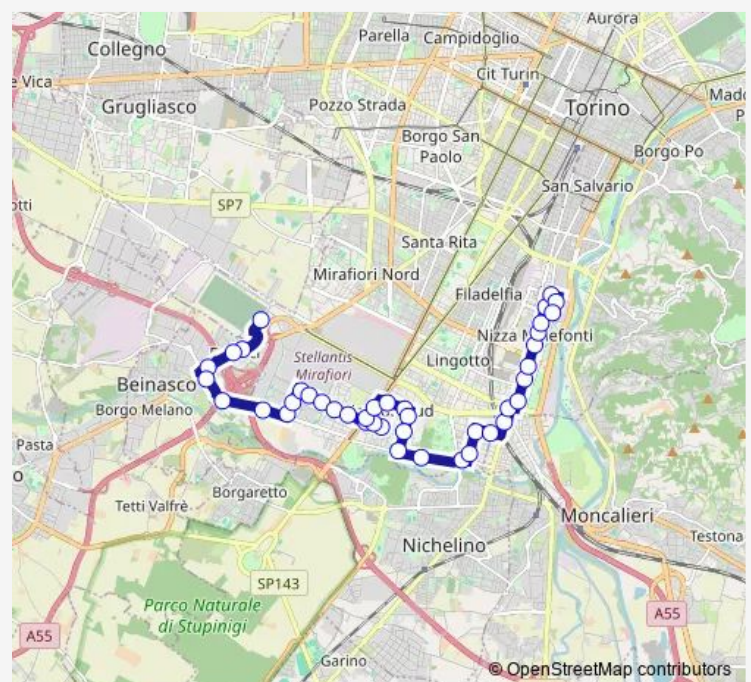 Aurora
Parella
Campidoglio
Collegno
Cit Turin
e Vica
Grugliasco
Pozzo Strada
Torino
Borgo San
Paolo
Borgo Po
San Salvario
SP7
Santa Rita
Mirafiori Nord
Filadelfia
Stellantis
Mirafiori
Lingotto
Beinasco
Borgo Melano
Pasta
Borgaretto
Tetti Valfrè
Moncalieri
Testona
Nichelino
SP143
Parco Naturale
di Stupinigi
A55
A55
Garino
© OpenStreetMap contributors